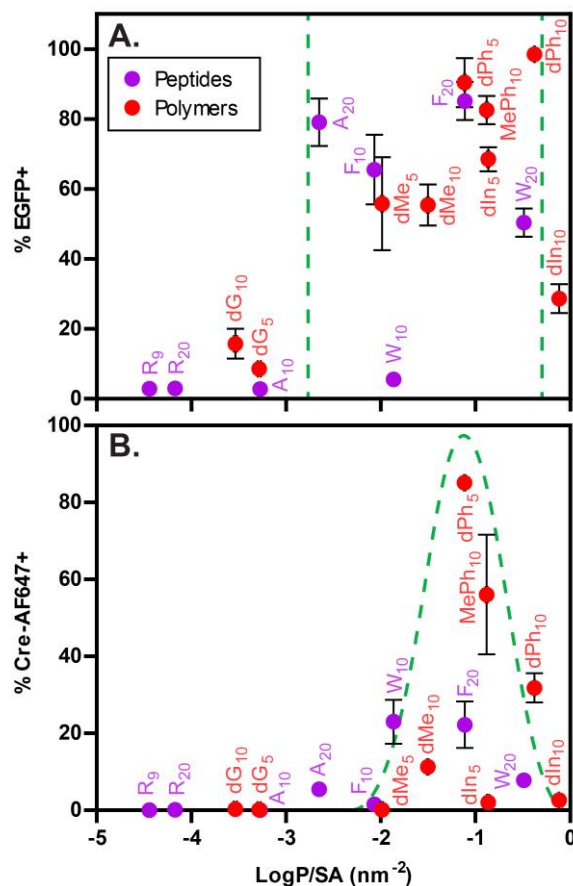 A.
Peptides
Polymers
% EGFP+
100
80
60
40
20
0
R9
R20
dG10
dG5
A10
A20
F10
dMe5
W10
dMe10
F20
dPh5
MePh10
dIn5
W20
dPh10
dIn10
B.
% Cre-AF647+
100
80
60
40
20
0
R9
R20
dG10
dG5
A10
A20
F10
W10
dMe5
dMe10
F20
dPh5
MePh10
dIn5
W20
dPh10
dIn10
-5
-4
-3
-2
-1
0
LogP/SA (nm-2)